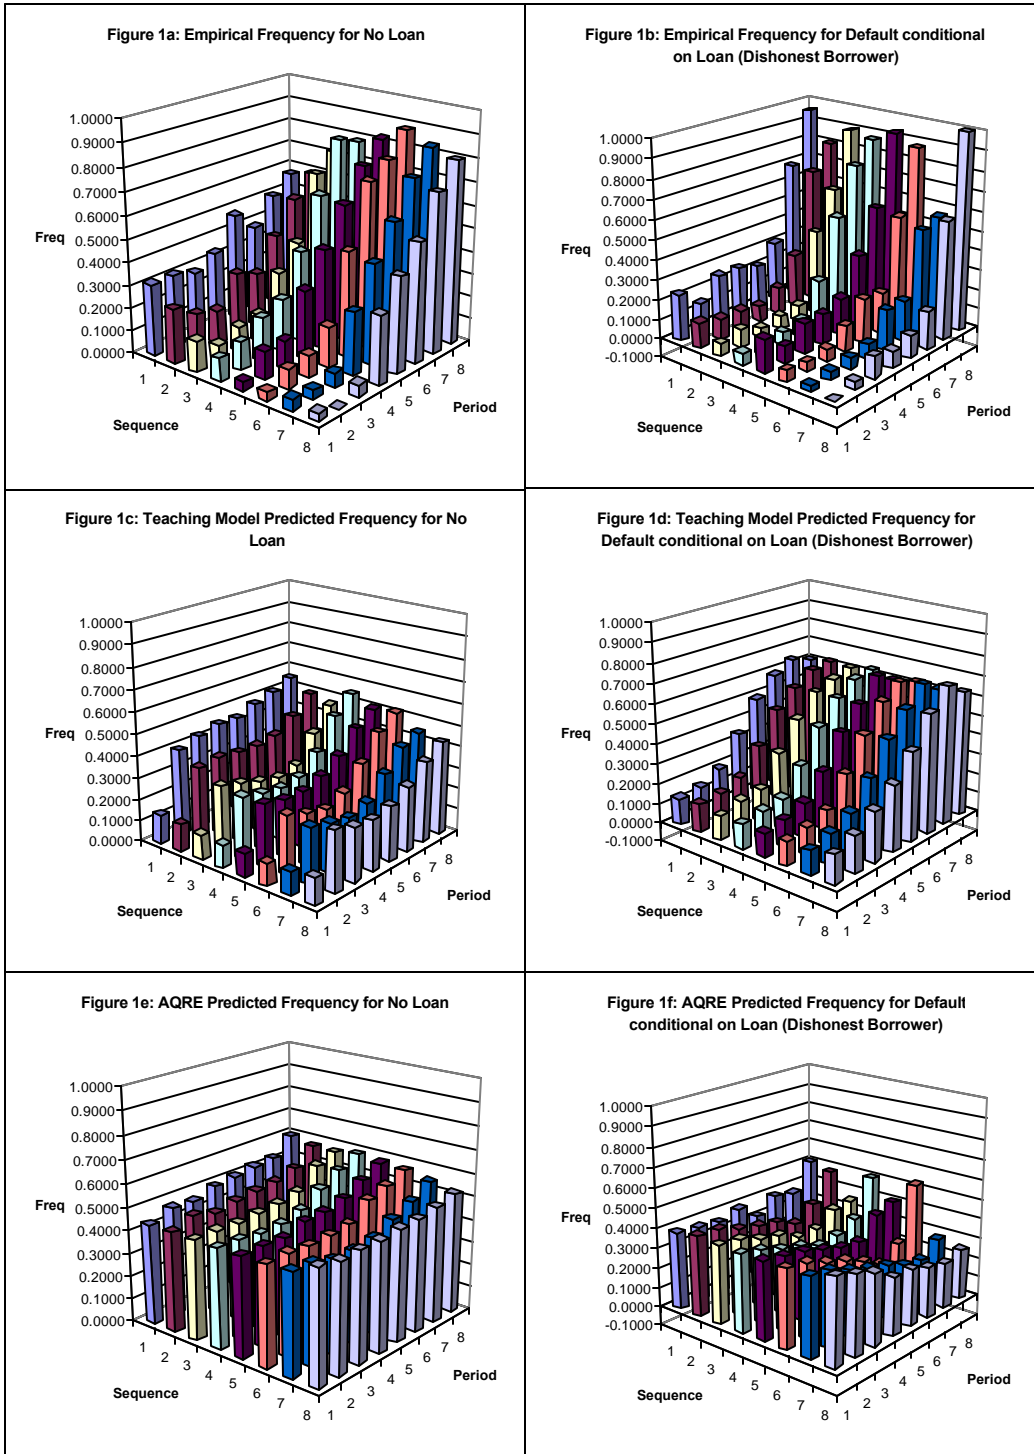 Figure 1a: Empirical Frequency for No Loan
1.0000
0.9000
0.8000
0.7000
0.6000
0.5000
0.4000
0.3000
0.2000
0.1000
0.0000
Freq
1 2 3 4 5 6 7 8
Sequence
1 2 3 4 5 6 7 8
Period
Figure 1b: Empirical Frequency for Default conditional
on Loan (Dishonest Borrower)
1.0000
0.9000
0.8000
0.7000
0.6000
0.5000
0.4000
0.3000
0.2000
0.1000
0.0000
-0.1000
Freq
1 2 3 4 5 6 7 8
Sequence
1 2 3 4 5 6 7 8
Period
Figure 1c: Teaching Model Predicted Frequency for No
Loan
1.0000
0.9000
0.8000
0.7000
0.6000
0.5000
0.4000
0.3000
0.2000
0.1000
0.0000
Freq
1 2 3 4 5 6 7 8
Sequence
1 2 3 4 5 6 7 8
Period
Figure 1d: Teaching Model Predicted Frequency for
Default conditional on Loan (Dishonest Borrower)
1.0000
0.9000
0.8000
0.7000
0.6000
0.5000
0.4000
0.3000
0.2000
0.1000
0.0000
-0.1000
Freq
1 2 3 4 5 6 7 8
Sequence
1 2 3 4 5 6 7 8
Period
Figure 1e: AQRE Predicted Frequency for No Loan
1.0000
0.9000
0.8000
0.7000
0.6000
0.5000
0.4000
0.3000
0.2000
0.1000
0.0000
Freq
1 2 3 4 5 6 7 8
Sequence
1 2 3 4 5 6 7 8
Period
Figure 1f: AQRE Predicted Frequency for Default
conditional on Loan (Dishonest Borrower)
1.0000
0.9000
0.8000
0.7000
0.6000
0.5000
0.4000
0.3000
0.2000
0.1000
0.0000
-0.1000
Freq
1 2 3 4 5 6 7 8
Sequence
1 2 3 4 5 6 7 8
Period